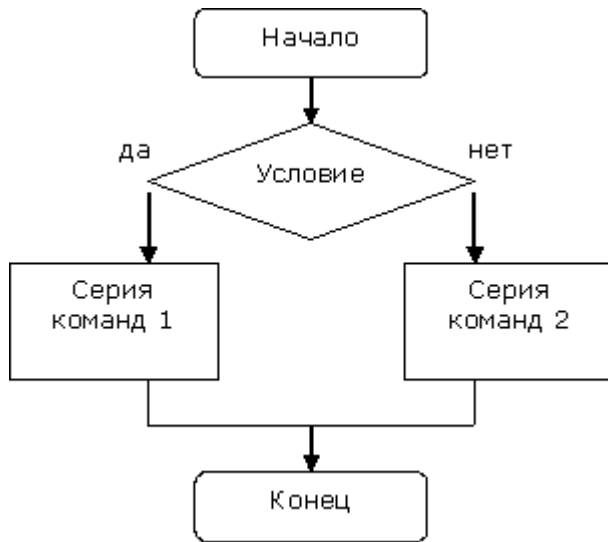 Начало
да
нет
Условие
Серия
команд 1
Серия
команд 2
Конец